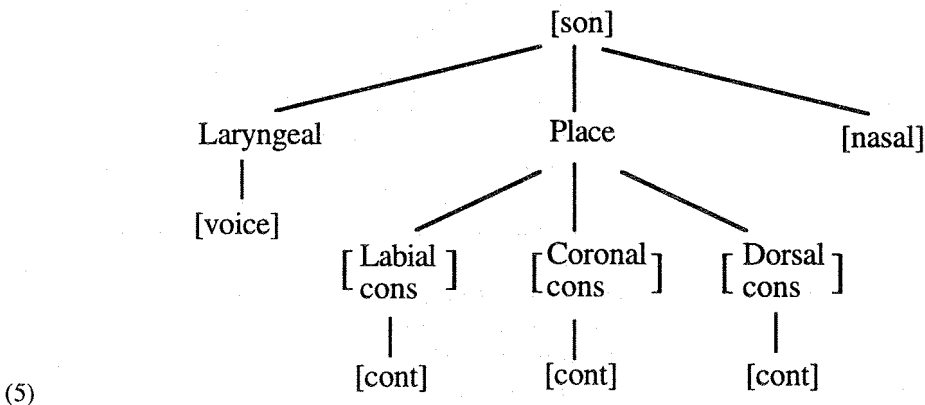 [son]
Laryngeal Place [nasal]
[voice]
[Labial cons] [Coronal cons] [Dorsal cons]
[cont] [cont] [cont]
(5)